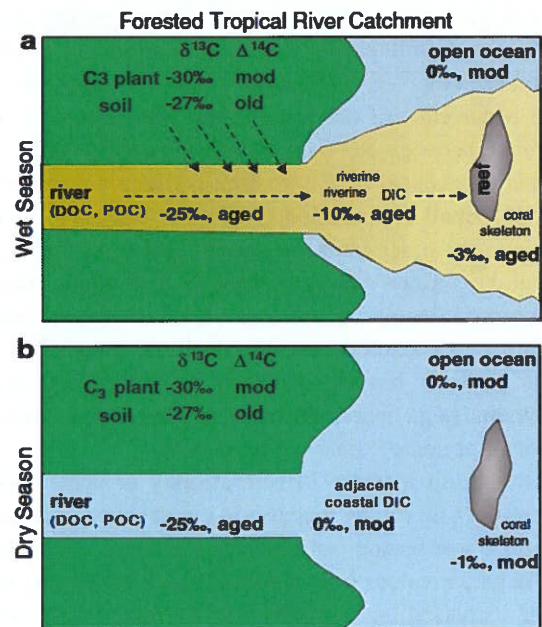 Forested Tropical River Catchment
a
Wet Season
δ¹³C Δ¹⁴C
C3 plant -30‰ mod
soil -27‰ old
open ocean
0‰, mod
river
(DOC, POC)
-25‰, aged
riverine
riverine DIC
-10‰, aged
reef
coral
skeleton
-3‰, aged
b
Dry Season
δ¹³C Δ¹⁴C
C₃ plant -30‰ mod
soil -27‰ old
open ocean
0‰, mod
river
(DOC, POC)
-25‰, aged
adjacent
coastal DIC
0‰, mod
coral
skeleton
-1‰, mod